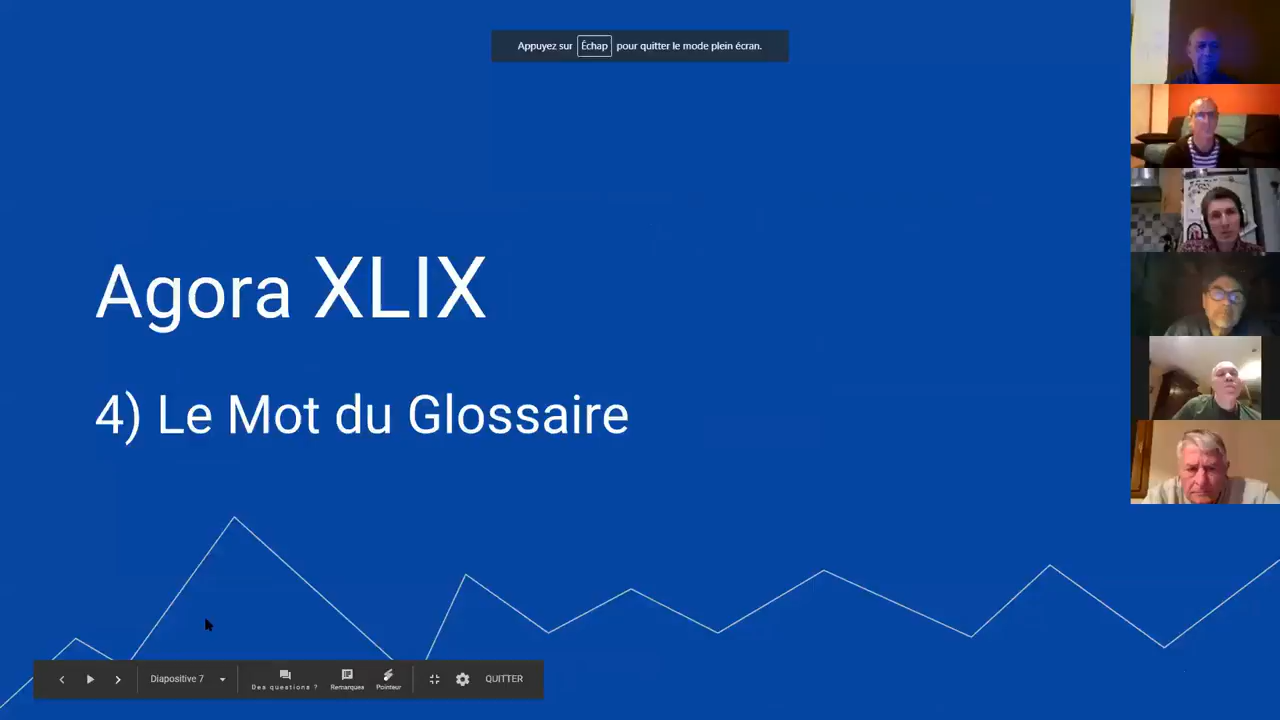 Appuyez sur Échap pour quitter le mode plein écran.
Agora XLIX
4) Le Mot du Glossaire
Diapositive 7
Des questions ?
Remarques
Pointeur
QUITTER